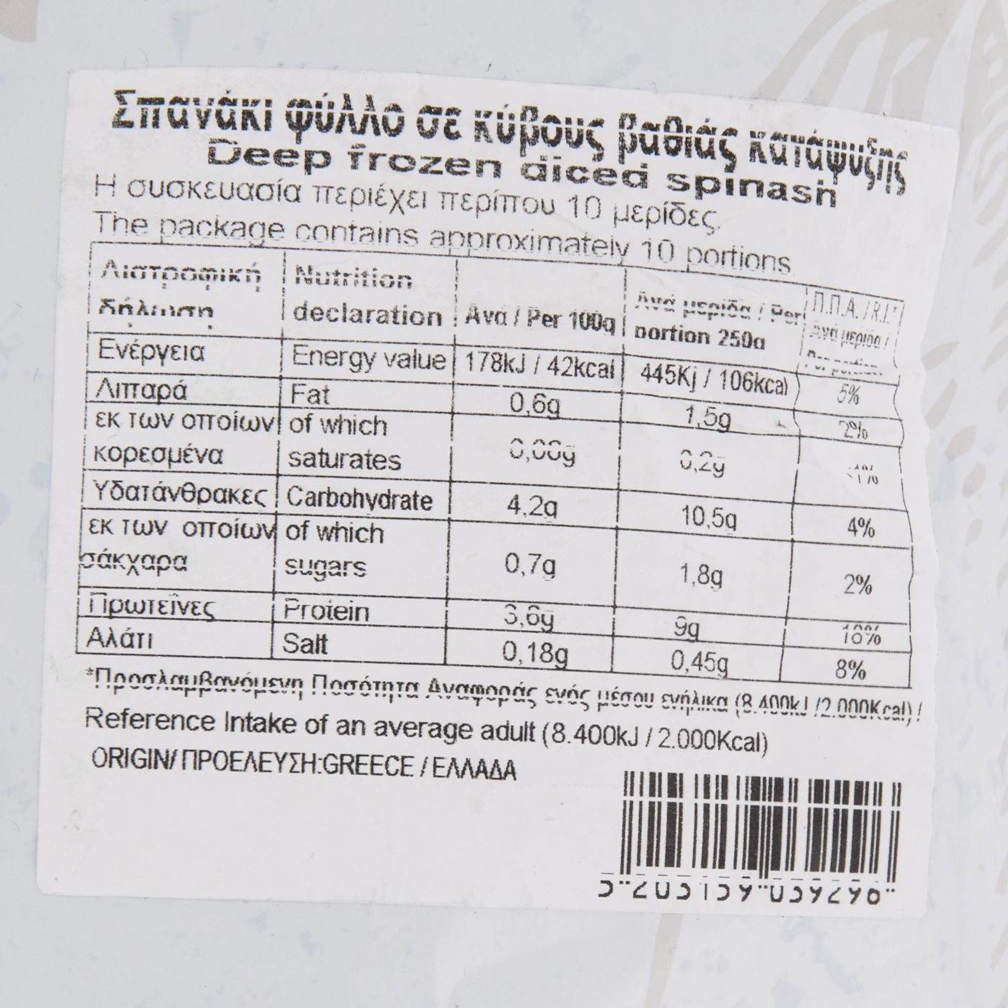 Σπανάκι φύλλο σε κύβους βαθιάς κατάψυξης
Deep frozen diced spinash
Η συσκευασία περιέχει περίπου 10 μερίδες.
The package contains approximately 10 portions
Διατροφική δήλωση Nutrition declaration Ανά / Per 100g Ανά μερίδα / Per portion 250g Π.Π.Α. / R.I.* Ανά μερίδα / Per portion
Ενέργεια Energy value 178kJ / 42kcal 445Kj / 106kcal 5%
Λιπαρά Fat 0,6g 1,5g 2%
εκ των οποίων of which
κορεσμένα saturates 0,06g 0,2g <1%
Υδατάνθρακες Carbohydrate 4,2g 10,5g 4%
εκ των οποίων of which
σάκχαρα sugars 0,7g 1,8g 2%
Πρωτεΐνες Protein 3,6g 9g 18%
Αλάτι Salt 0,18g 0,45g 8%
*Προσλαμβανόμενη Ποσότητα Αναφοράς ενός μέσου ενήλικα (8.400kJ /2.000Kcal) /
Reference Intake of an average adult (8.400kJ / 2.000Kcal)
ORIGIN/ ΠΡΟΕΛΕΥΣΗ:GREECE / ΕΛΛΑΔΑ